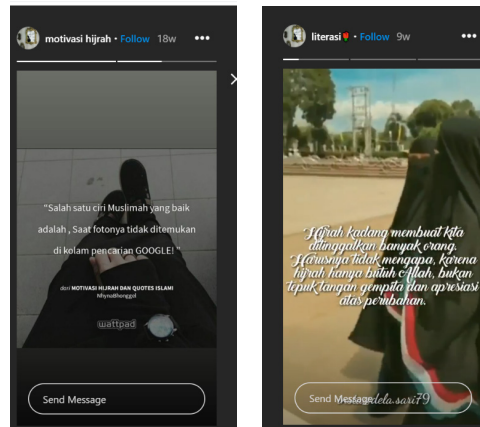 motivasi hijrah • Follow 18w •••
"Salah satu ciri Muslimah yang baik
adalah , Saat fotonya tidak ditemukan
di kolam pencarian GOOGLE! "
dari MOTIVASI HIJRAH DAN QUOTES ISLAMI
wattpad
Send Message
literasi🌹 • Follow 9w •••
Hijrah kadang membuat kita
ditinggalkan banyak orang.
Harusnya tidak mengapa, karena
hijrah hanya butuh Allah, bukan
tepuk tangan gempita dan apresiasi
atas perubahan.
Send Message